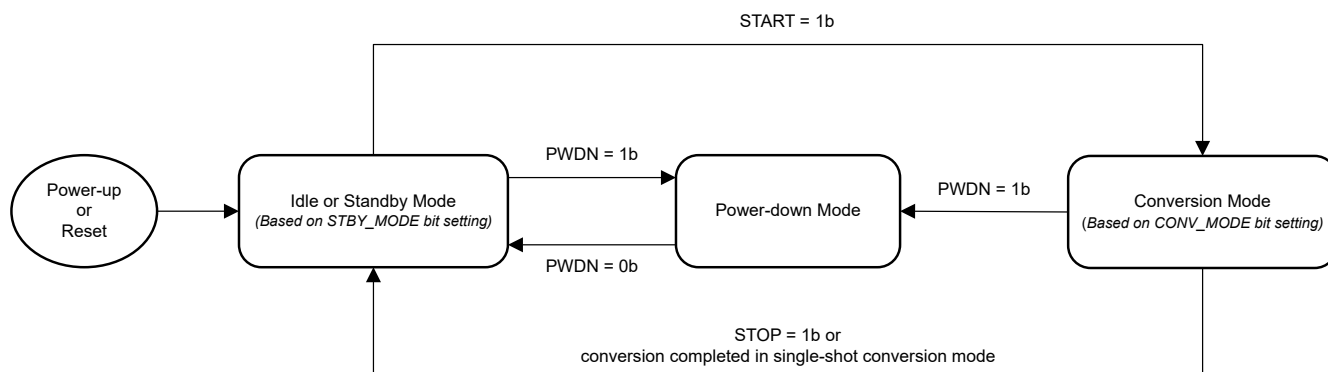 START = 1b
Power-up
or
Reset
Idle or Standby Mode
(Based on STBY_MODE bit setting)
PWDN = 1b
PWDN = 0b
Power-down Mode
PWDN = 1b
Conversion Mode
(Based on CONV_MODE bit setting)
STOP = 1b or
conversion completed in single-shot conversion mode